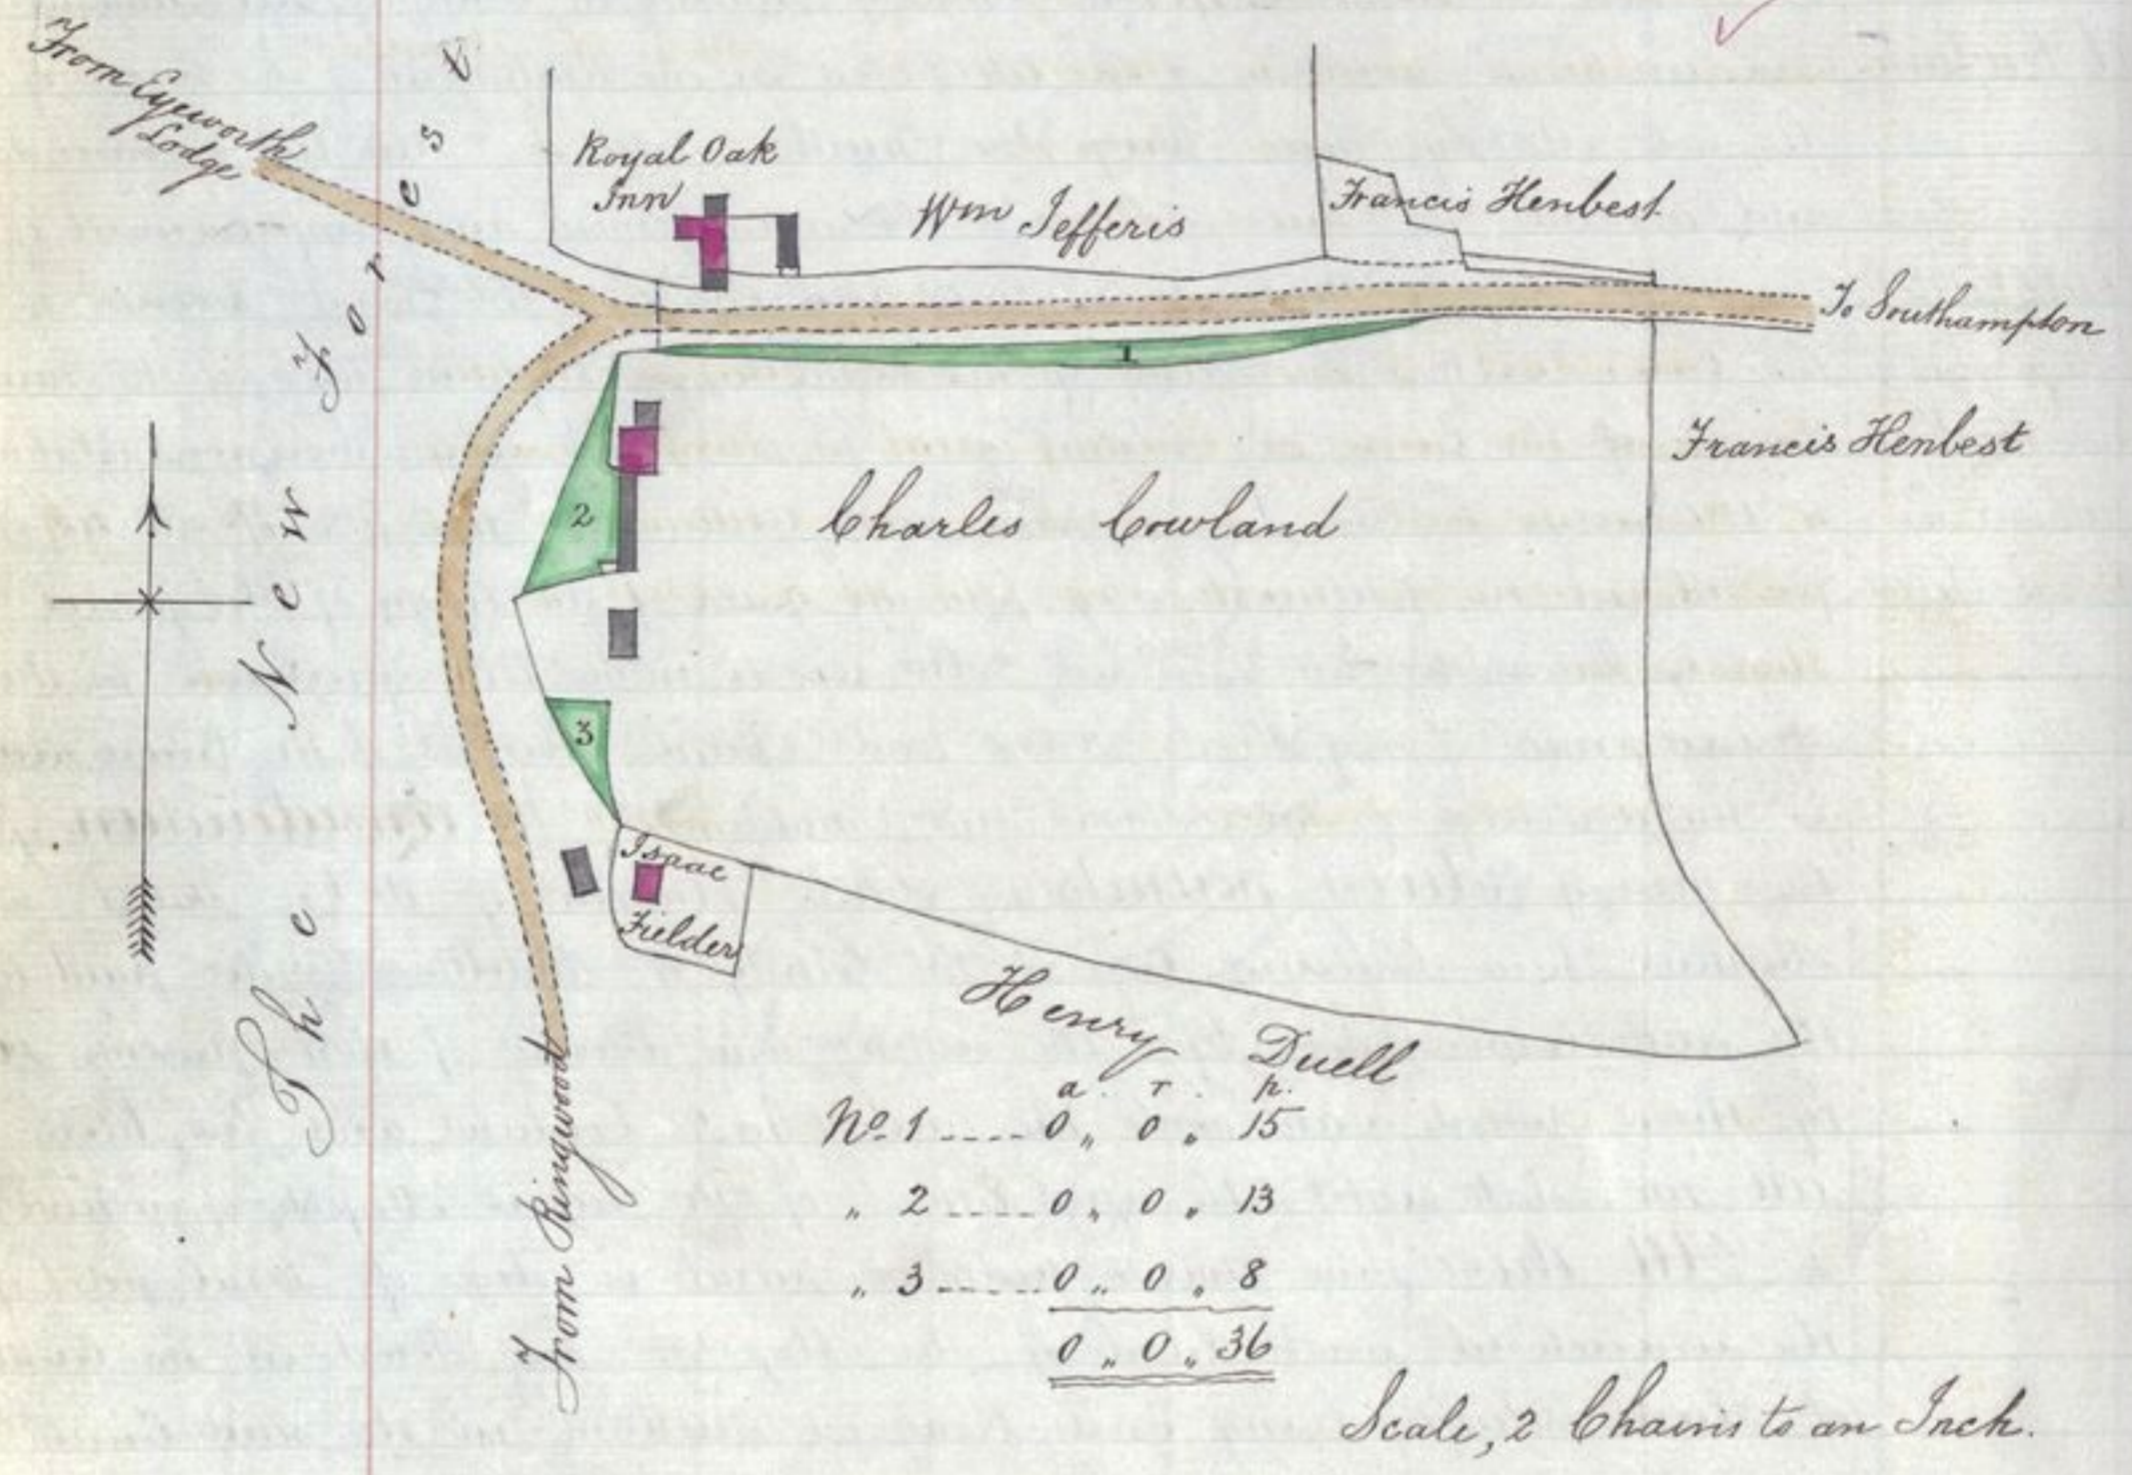 From Eyeworth
Lodge
The New Forest
Royal Oak
Inn
Wm Jefferis
Francis Henbest
To Southampton
1
Francis Henbest
2
Charles Cowland
3
Isaac
Fielder
Henry Duell
From Ringwood
a. r. p.
No. 1 ---- 0 „ 0 „ 15
„ 2 ---- 0 „ 0 „ 13
„ 3 ---- 0 „ 0 „ 8
0 „ 0 „ 36
Scale, 2 Chains to an Inch.